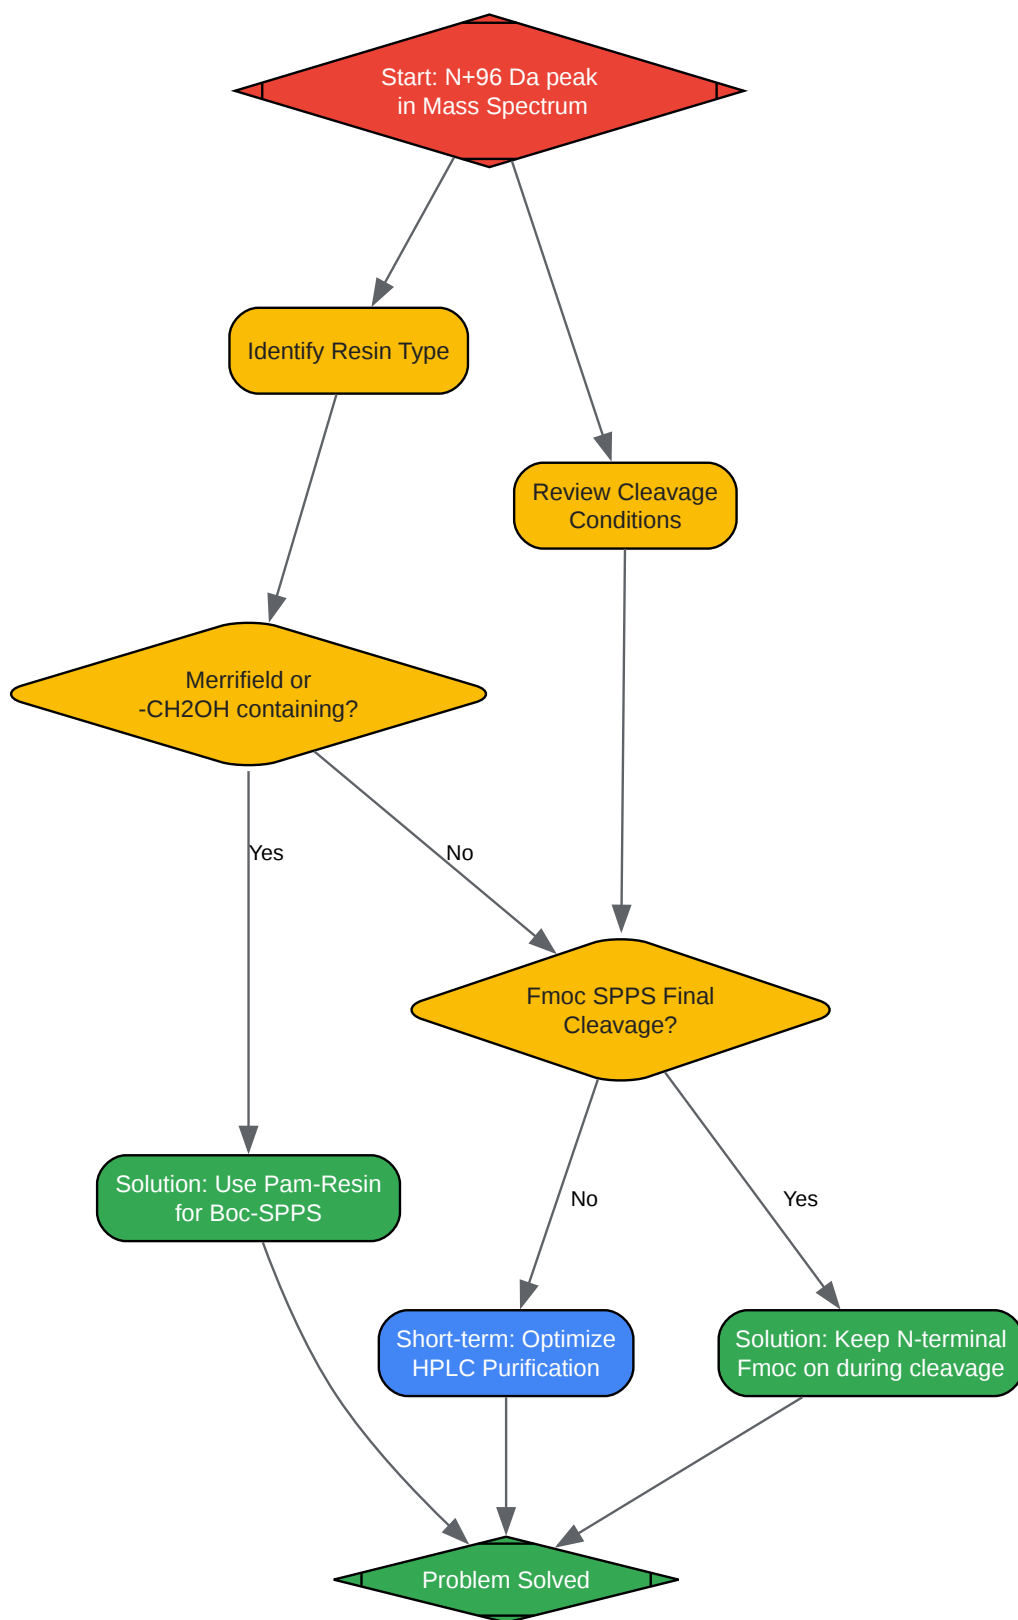 Start: N+96 Da peak
in Mass Spectrum
Identify Resin Type
Review Cleavage
Conditions
Merrifield or
-CH2OH containing?
Yes
No
Fmoc SPPS Final
Cleavage?
Solution: Use Pam-Resin
for Boc-SPPS
No
Yes
Short-term: Optimize
HPLC Purification
Solution: Keep N-terminal
Fmoc on during cleavage
Problem Solved